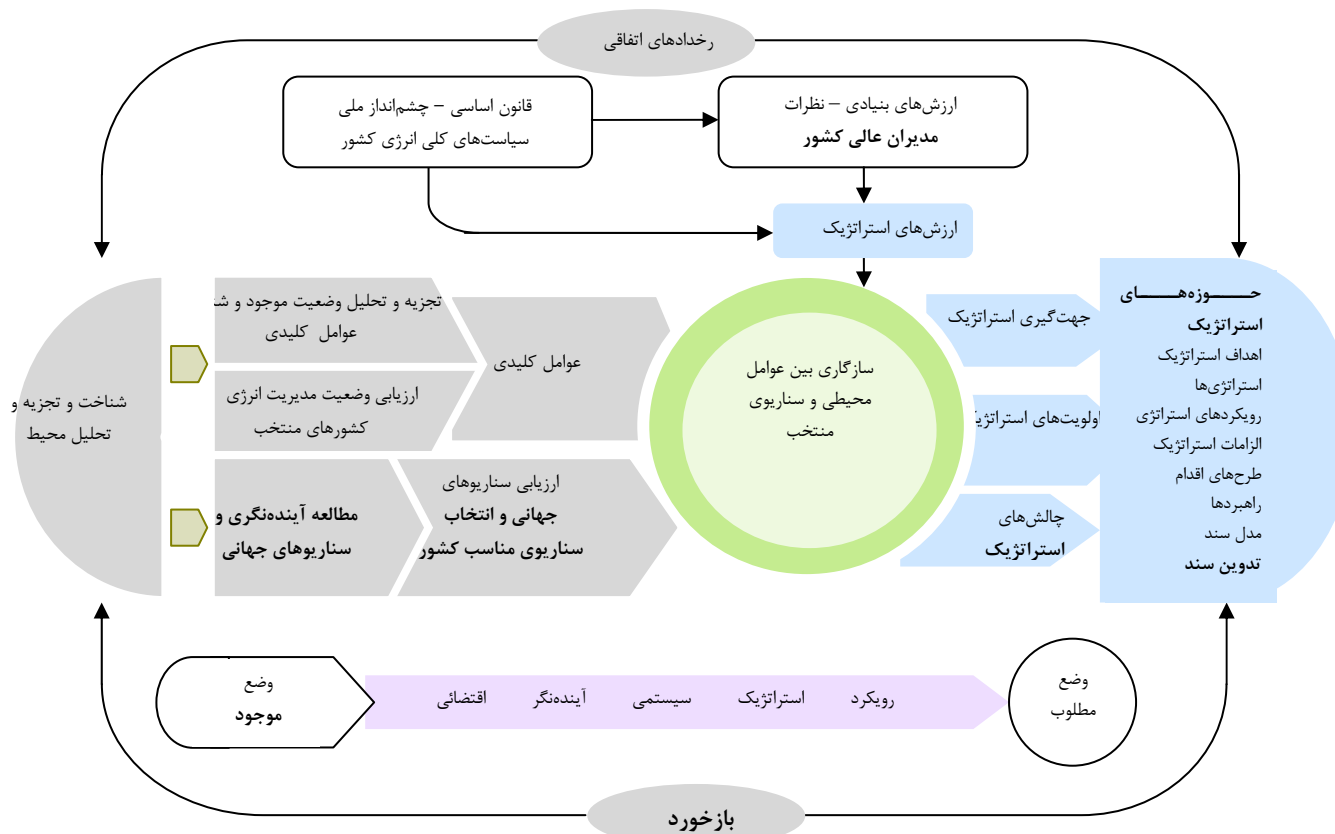 رخدادهای اتفاقی
قانون اساسی – چشم‌انداز ملی
سیاست‌های کلی انرژی کشور
ارزش‌های بنیادی – نظرات
مدیران عالی کشور
ارزش‌های استراتژیک
شناخت و تجزیه و
تحلیل محیط
تجزیه و تحلیل وضعیت موجود و
عوامل کلیدی
ارزیابی وضعیت مدیریت انرژی
کشورهای منتخب
عوامل کلیدی
مطالعه آینده‌نگری و
سناریوهای جهانی
ارزیابی سناریوهای
جهانی و انتخاب
سناریوی مناسب کشور
سازگاری بین عوامل
محیطی و سناریوی
منتخب
جهت‌گیری استراتژیک
اولویت‌های استراتژیک
چالش‌های
استراتژیک
حـــــوزه‌هـــــای
استراتژیک
اهداف استراتژیک
استراتژی‌ها
رویکردهای استراتژی
الزامات استراتژیک
طرح‌های اقدام
راهبردها
مدل سند
تدوین سند
وضع
موجود
رویکرد استراتژیک سیستمی آینده‌نگر اقتضائی
وضع
مطلوب
بازخورد